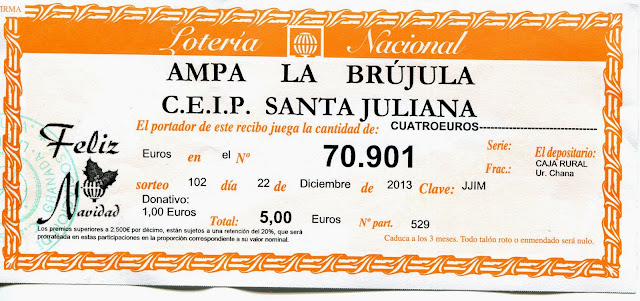 FIRMA
Lotería Nacional
AMPA LA BRÚJULA
C.E.I.P. SANTA JULIANA
El portador de este recibo juega la cantidad de: CUATROEUROS
Feliz Navidad
Euros en el Nº 70.901
Serie:
Frac.:
El depositario:
CAJA RURAL
Ur. Chana
sorteo 102 día 22 de Diciembre de 2013 Clave: JJIM
Donativo:
1,00 Euros
Total: 5,00 Euros Nº part. 529
Los premios superiores a 2.500€ por décimo, están sujetos a una retención del 20%, que será
prorrateada en estas participaciones en la proporción correspondiente a su valor nominal.
Caduca a los 3 meses. Todo talón roto o enmendado será nulo.